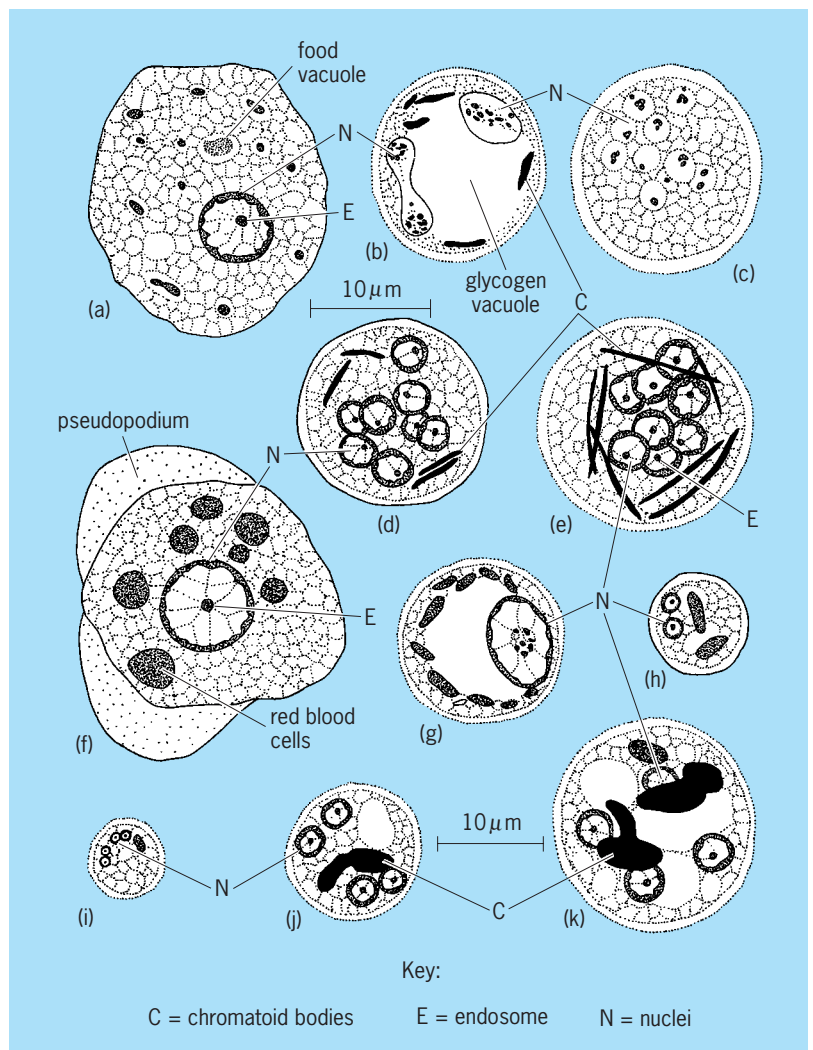 food
vacuole
N
N
E
(a)
(b)
(c)
glycogen
vacuole
C
10 μm
pseudopodium
N
(d)
(e)
E
N
E
(f)
red blood
cells
(g)
(h)
10 μm
N
C
(i)
(j)
(k)
Key:
C = chromatoid bodies E = endosome N = nuclei